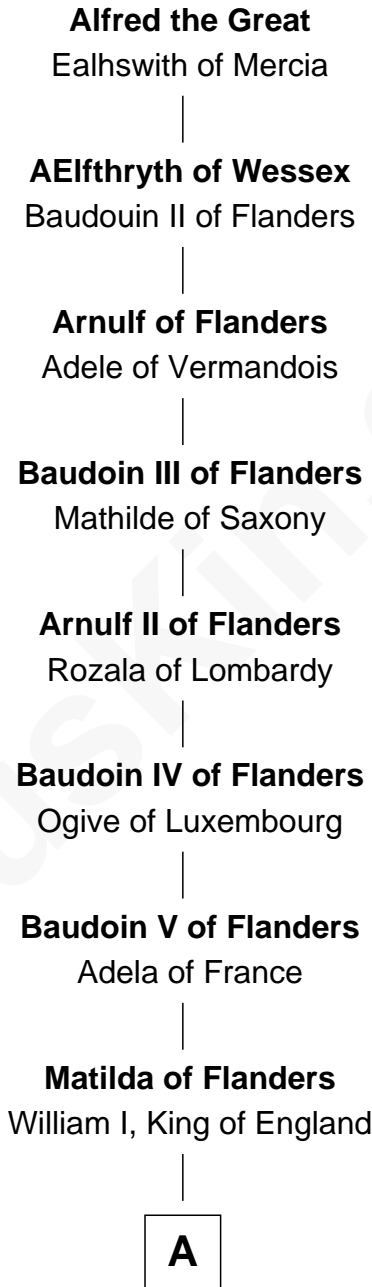 Alfred the Great
Ealhswith of Mercia
AElfthryth of Wessex
Baudouin II of Flanders
Arnulf of Flanders
Adele of Vermandois
Baudoin III of Flanders
Mathilde of Saxony
Arnulf II of Flanders
Rozala of Lombardy
Baudoin IV of Flanders
Ogive of Luxembourg
Baudoin V of Flanders
Adela of France
Matilda of Flanders
William I, King of England
A